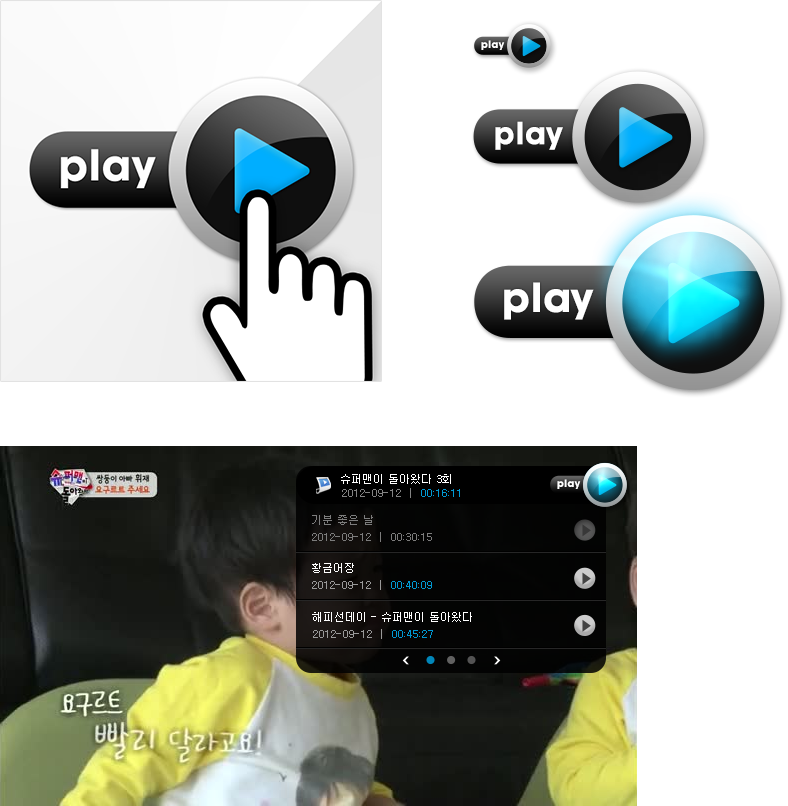 play
play
play
play
슈퍼맨이
돌아왔다
쌍둥이 아빠 휘재
요구르트 주세요
슈퍼맨이 돌아왔다 3회
2012-09-12 | 00:16:11
play
기분 좋은 날
2012-09-12 | 00:30:15
황금어장
2012-09-12 | 00:40:09
해피선데이 - 슈퍼맨이 돌아왔다
2012-09-12 | 00:45:27
요구르트
빨리 달라고요!